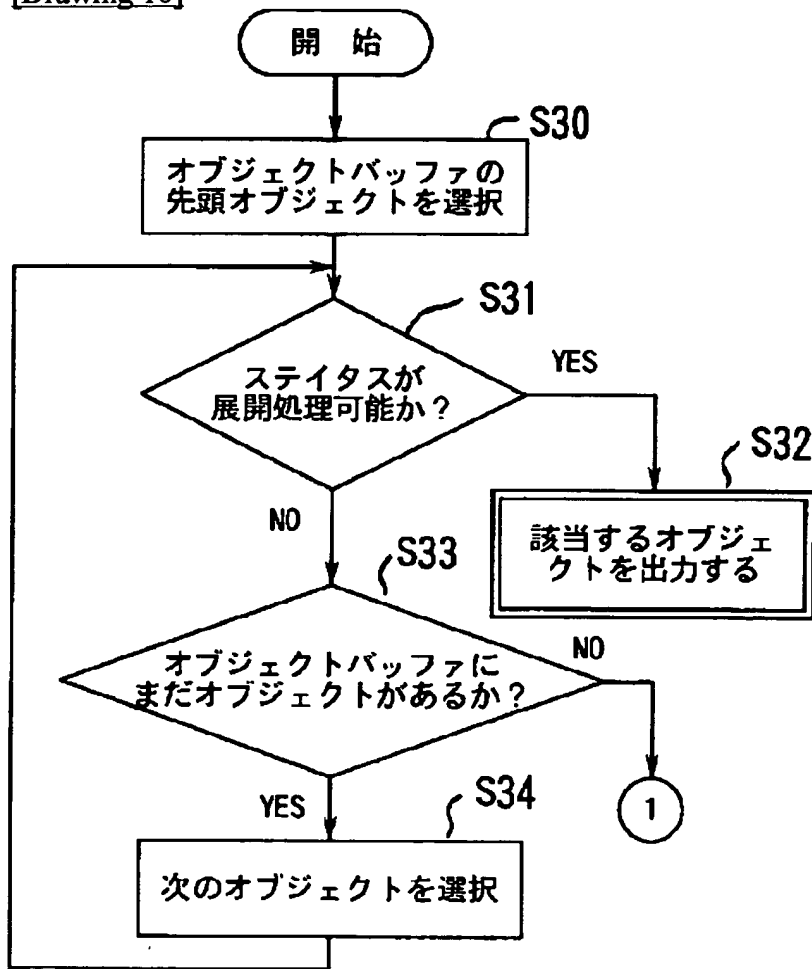 開 始
S30
オブジェクトバッファの
先頭オブジェクトを選択
S31
ステイタスが
展開処理可能か?
YES
S32
該当するオブジェ
クトを出力する
NO
S33
オブジェクトバッファに
まだオブジェクトがあるか?
NO
1
YES
S34
次のオブジェクトを選択